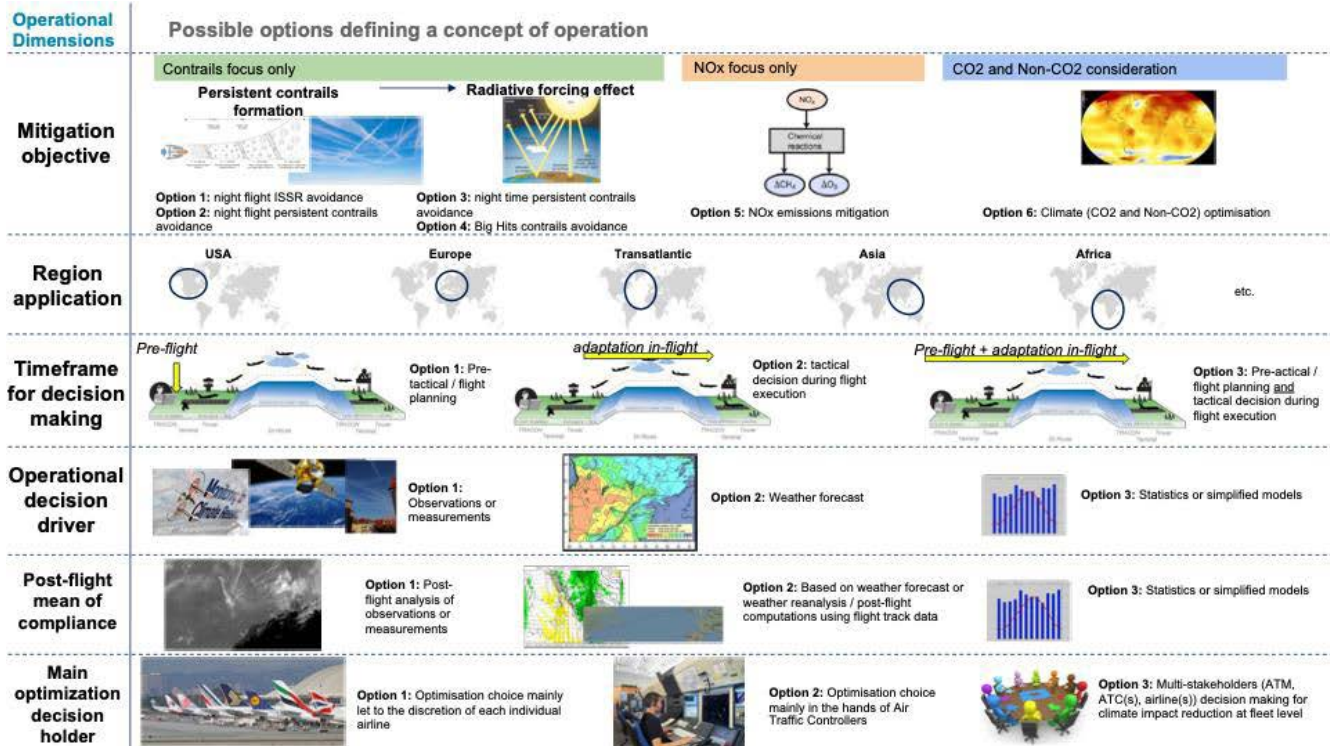 Operational
Dimensions
Possible options defining a concept of operation
Contrails focus only
NOx focus only
CO2 and Non-CO2 consideration
Mitigation
objective
Persistent contrails
formation
Radiative forcing effect
NOx
Chemical
reactions
ΔCH4
ΔO3
Option 1: night flight ISSR avoidance
Option 2: night flight persistent contrails
avoidance
Option 3: night time persistent contrails
avoidance
Option 4: Big Hits contrails avoidance
Option 5: NOx emissions mitigation
Option 6: Climate (CO2 and Non-CO2) optimisation
Region
application
USA
Europe
Transatlantic
Asia
Africa
etc.
Timeframe
for decision
making
Pre-flight
Option 1: Pre-
tactical / flight
planning
adaptation in-flight
Option 2: tactical
decision during flight
execution
Pre-flight + adaptation in-flight
Option 3: Pre-actical /
flight planning and
tactical decision during
flight execution
Operational
decision
driver
Option 1:
Observations or
measurements
Option 2: Weather forecast
Option 3: Statistics or simplified models
Post-flight
mean of
compliance
Option 1: Post-
flight analysis of
observations or
measurements
Option 2: Based on weather forecast or
weather reanalysis / post-flight
computations using flight track data
Option 3: Statistics or simplified models
Main
optimization
decision
holder
Option 1: Optimisation choice mainly
let to the discretion of each individual
airline
Option 2: Optimisation choice
mainly in the hands of Air
Traffic Controllers
Option 3: Multi-stakeholders (ATM,
ATC(s), airline(s)) decision making for
climate impact reduction at fleet level